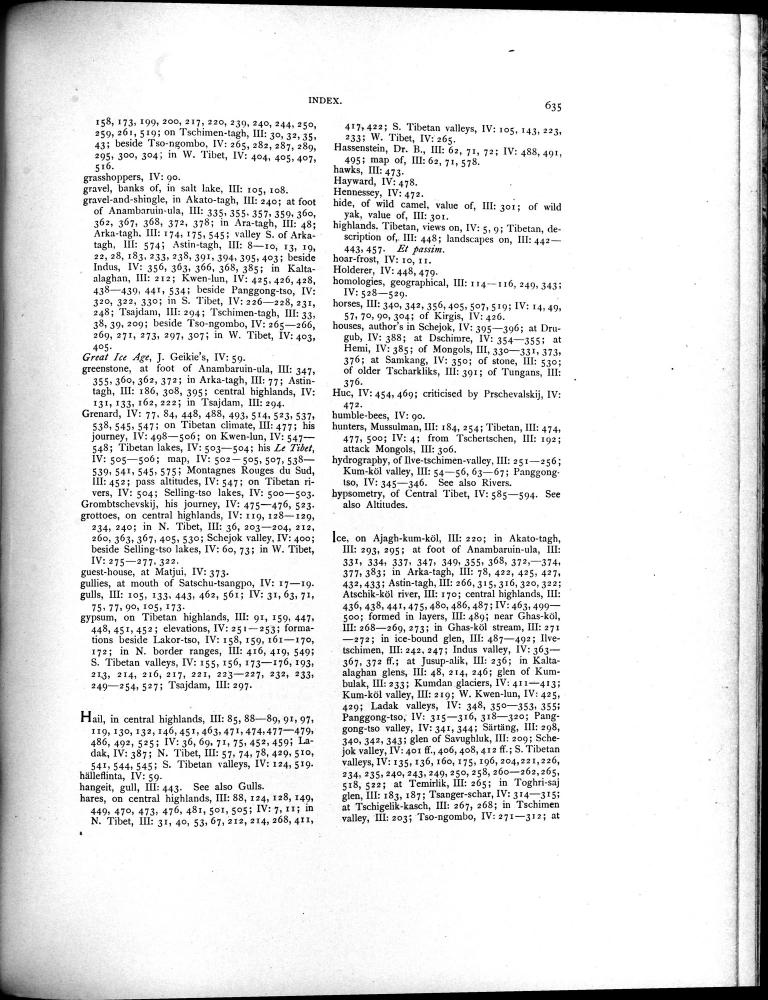 INDEX.
635
158, 173, 199, 200, 217, 220, 239, 240, 244, 250,
259, 261, 519; on Tschimen-tagh, III: 30, 32, 35,
43; beside Tso-ngombo, IV: 265, 282, 287, 289,
295, 300, 304; in W. Tibet, IV: 404, 405, 407,
516.
grasshoppers, IV: 90.
gravel, banks of, in salt lake, III: 105, 108.
gravel-and-shingle, in Akato-tagh, III: 240; at foot
of Anambaruin-ula, III: 335, 355, 357, 359, 360,
362, 367, 368, 372, 378; in Ara-tagh, III: 48;
Arka-tagh, III: 174, 175, 545; valley S. of Arka-
tagh, III: 574; Astin-tagh, III: 8—10, 13, 19,
22, 28, 183, 233, 238, 391, 394, 395, 403; beside
Indus, IV: 356, 363, 366, 368, 385; in Kalta-
alaghan, III: 212; Kwen-lun, IV: 425, 426, 428,
438—439, 441, 534; beside Panggong-tso, IV:
320, 322, 330; in S. Tibet, IV: 226—228, 231,
248; Tsajdam, III: 294; Tschimen-tagh, III: 33,
38, 39, 209; beside Tso-ngombo, IV: 265—266,
269, 271, 273, 297, 307; in W. Tibet, IV: 403,
405.
Great Ice Age, J. Geikie's, IV: 59.
greenstone, at foot of Anambaruin-ula, III: 347,
355, 360, 362, 372; in Arka-tagh, III: 77; Astin-
tagh, III: 186, 308, 395; central highlands, IV:
131, 133, 162, 222; in Tsajdam, III: 294.
Grenard, IV: 77, 84, 448, 488, 493, 514, 523, 537,
538, 545, 547; on Tibetan climate, III: 477; his
journey, IV: 498—506; on Kwen-lun, IV: 547—
548; Tibetan lakes, IV: 503—504; his Le Tibet,
IV: 505—506; map, IV: 502—505, 507, 538—
539, 541, 545, 575; Montagnes Rouges du Sud,
III: 452; pass altitudes, IV: 547; on Tibetan ri-
vers, IV: 504; Selling-tso lakes, IV: 500—503.
Grombtschevskij, his journey, IV: 475—476, 523.
grottoes, on central highlands, IV: 119, 128—129,
234, 240; in N. Tibet, III: 36, 203—204, 212,
260, 363, 367, 405, 530; Schejok valley, IV: 400;
beside Selling-tso lakes, IV: 60, 73; in W. Tibet,
IV: 275—277, 322.
guest-house, at Matjui, IV: 373.
gullies, at mouth of Satschu-tsangpo, IV: 17—19.
gulls, III: 105, 133, 443, 462, 561; IV: 31, 63, 71,
75, 77, 90, 105, 173.
gypsum, on Tibetan highlands, III: 91, 159, 447,
448, 451, 452; elevations, IV: 251—253; forma-
tions beside Lakor-tso, IV: 158, 159, 161—170,
172; in N. border ranges, III: 416, 419, 549;
S. Tibetan valleys, IV: 155, 156, 173—176, 193,
213, 214, 216, 217, 221, 223—227, 232, 233,
249—254, 527; Tsajdam, III: 297.
Hail, in central highlands, III: 85, 88—89, 91, 97,
119, 130, 132, 146, 451, 463, 471, 474, 477—479,
486, 492, 525; IV: 36, 69, 71, 75, 452, 459; La-
dak, IV: 387; N. Tibet, III: 57, 74, 78, 429, 510,
541, 544, 545; S. Tibetan valleys, IV: 124, 519.
hälleflinta, IV: 59.
hangeit, gull, III: 443. See also Gulls.
hares, on central highlands, III: 88, 124, 128, 149,
449, 470, 473, 476, 481, 501, 505; IV: 7, 11; in
N. Tibet, III: 31, 40, 53, 67, 212, 214, 268, 411,
417, 422; S. Tibetan valleys, IV: 105, 143, 223,
233; W. Tibet, IV: 265.
Hassenstein, Dr. B., III: 62, 71, 72; IV: 488, 491,
495; map of, III: 62, 71, 578.
hawks, III: 473.
Hayward, IV: 478.
Hennessey, IV: 472.
hide, of wild camel, value of, III: 301; of wild
yak, value of, III: 301.
highlands, Tibetan, views on, IV: 5, 9; Tibetan, de-
scription of, III: 448; landscapes on, III: 442—
443, 457. Et passim.
hoar-frost, IV: 10, 11.
Holderer, IV: 448, 479.
homologies, geographical, III: 114—116, 249, 343;
IV: 528—529.
horses, III: 340, 342, 356, 405, 507, 519; IV: 14, 49,
57, 70, 90, 304; of Kirgis, IV: 426.
houses, author's in Schejok, IV: 395—396; at Dru-
gub, IV: 388; at Dschimre, IV: 354—355; at
Hemi, IV: 385; of Mongols, III, 330—331, 373,
376; at Samkang, IV: 350; of stone, III: 530;
of older Tscharkliks, III: 391; of Tungans, III:
376.
Huc, IV: 454, 469; criticised by Prschevalskij, IV:
472.
humble-bees, IV: 90.
hunters, Mussulman, III: 184, 254; Tibetan, III: 474,
477, 500; IV: 4; from Tschertschen, III: 192;
attack Mongols, III: 306.
hydrography, of Ilve-tschimen-valley, III: 251—256;
Kum-köl valley, III: 54—56, 63—67; Panggong-
tso, IV: 345—346. See also Rivers.
hypsometry, of Central Tibet, IV: 585—594. See
also Altitudes.
Ice, on Ajagh-kum-köl, III: 220; in Akato-tagh,
III: 293, 295; at foot of Anambaruin-ula, III:
331, 334, 337, 347, 349, 355, 368, 372,—374,
377, 383; in Arka-tagh, III: 78, 422, 425, 427,
432, 433; Astin-tagh, III: 266, 315, 316, 320, 322;
Atschik-köl river, III: 170; central highlands, III:
436, 438, 441, 475, 480, 486, 487; IV: 463, 499—
500; formed in layers, III: 489; near Ghas-köl,
III: 268—269, 273; in Ghas-köl stream, III: 271
—272; in ice-bound glen, III: 487—492; Ilve-
tschimen, III: 242, 247; Indus valley, IV: 363—
367, 372 ff.; at Jusup-alik, III: 236; in Kalta-
alaghan glens, III: 48, 214, 246; glen of Kum-
bulak, III: 233; Kumdan glaciers, IV: 411—413;
Kum-köl valley, III: 219; W. Kwen-lun, IV: 425,
429; Ladak valleys, IV: 348, 350—353, 355;
Panggong-tso, IV: 315—316, 318—320; Pang-
gong-tso valley, IV: 341, 344; Särtäng, III: 298,
340, 342, 343; glen of Savughluk, III: 209; Sche-
jok valley, IV: 401 ff., 406, 408, 412 ff.; S. Tibetan
valleys, IV: 135, 136, 160, 175, 196, 204, 221, 226,
234, 235, 240, 243, 249, 250, 258, 260—262, 265,
518, 522; at Temirlik, III: 265; in Toghri-saj
glen, III: 183, 187; Tsanger-schar, IV: 314—315;
at Tschigelik-kasch, III: 267, 268; in Tschimen
valley, III: 203; Tso-ngombo, IV: 271—312; at